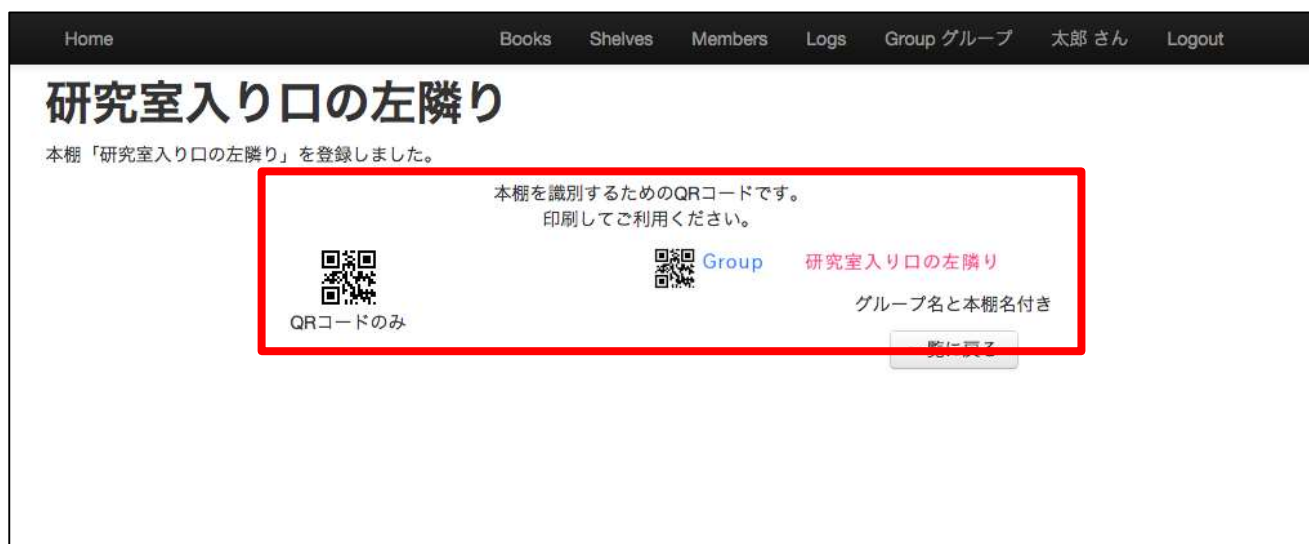 Home Books Shelves Members Logs Group グループ 太郎 さん Logout
研究室入り口の左隣り
本棚「研究室入り口の左隣り」を登録しました。
本棚を識別するためのQRコードです。
印刷してご利用ください。
Group 研究室入り口の左隣り
グループ名と本棚名付き
QRコードのみ
覧に戻る